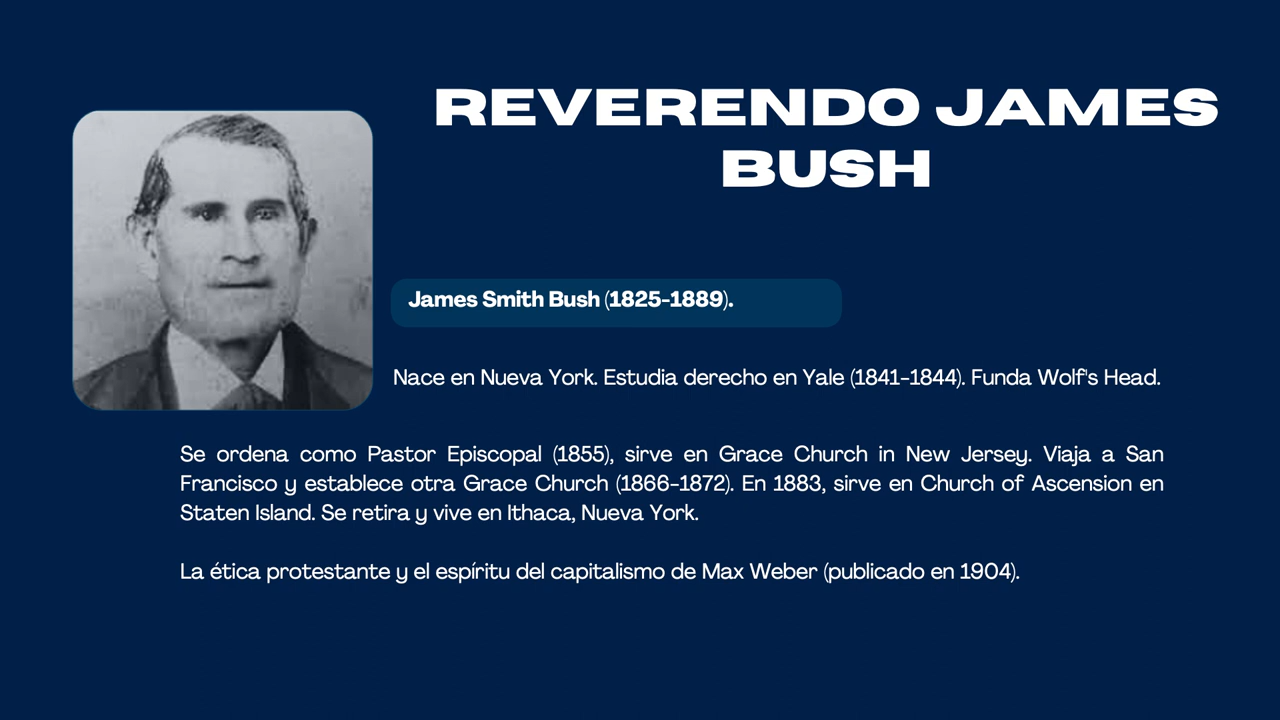 REVERENDO JAMES
BUSH
James Smith Bush (1825-1889).
Nace en Nueva York. Estudia derecho en Yale (1841-1844). Funda Wolf's Head.
Se ordena como Pastor Episcopal (1855), sirve en Grace Church in New Jersey. Viaja a San
Francisco y establece otra Grace Church (1866-1872). En 1883, sirve en Church of Ascension en
Staten Island. Se retira y vive en Ithaca, Nueva York.
La ética protestante y el espíritu del capitalismo de Max Weber (publicado en 1904).